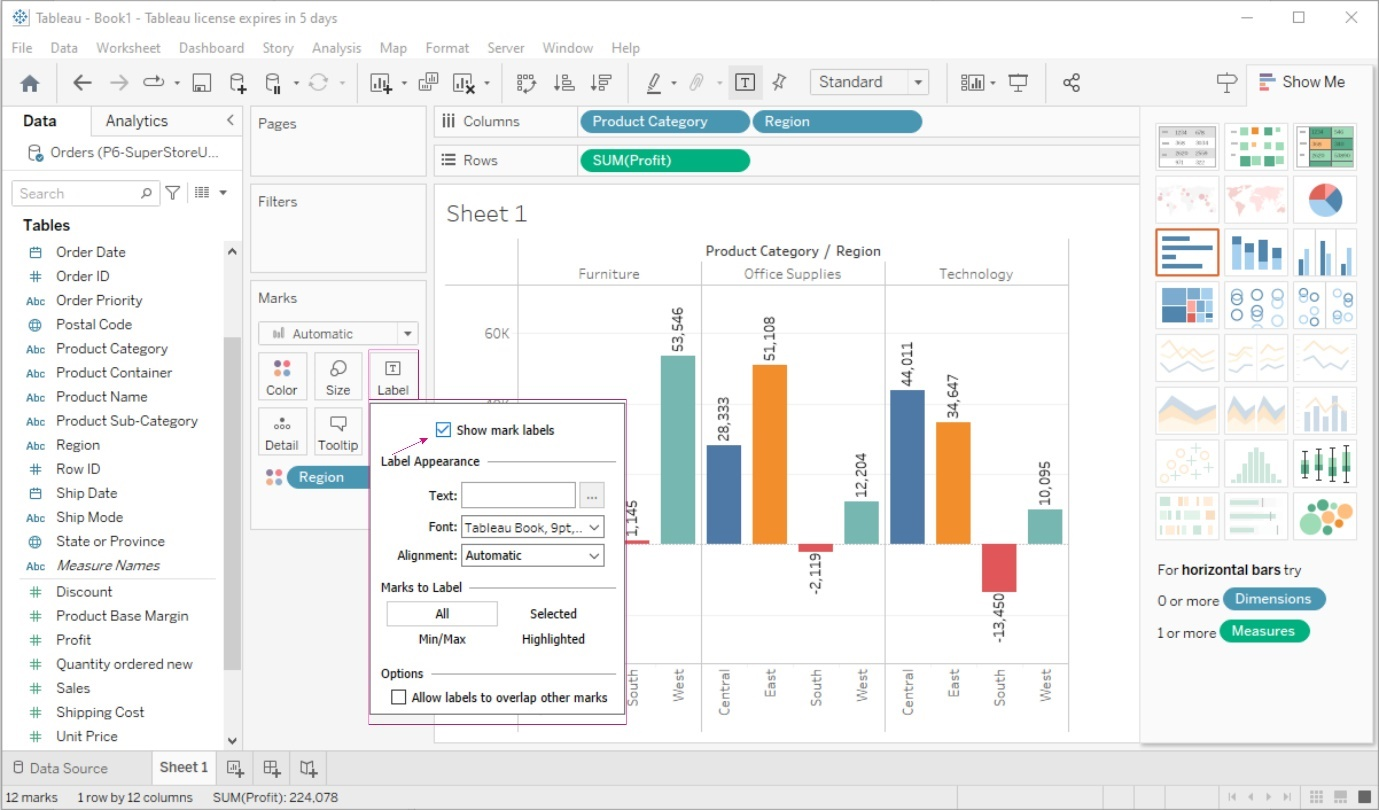 Tableau - Book1 - Tableau license expires in 5 days
File Data Worksheet Dashboard Story Analysis Map Format Server Window Help
Standard
Show Me
Data Analytics
Orders (P6-SuperStoreU...
Search
Tables
Order Date
Order ID
Abc Order Priority
Postal Code
Abc Product Category
Abc Product Container
Abc Product Name
Abc Product Sub-Category
Abc Region
Row ID
Ship Date
Abc Ship Mode
State or Province
Abc Measure Names
Discount
Product Base Margin
Profit
Quantity ordered new
Sales
Shipping Cost
Unit Price
Pages
Filters
Marks
Automatic
Color Size Label
Detail Tooltip
Region
Show mark labels
Label Appearance
Text: ...
Font: Tableau Book, 9pt,...
Alignment: Automatic
Marks to Label
All Selected
Min/Max Highlighted
Options
Allow labels to overlap other marks
Columns Product Category Region
Rows SUM(Profit)
Sheet 1
Product Category / Region
Furniture Office Supplies Technology
60K
1,145
53,546
28,333
51,108
-2,119
12,204
44,011
34,647
-13,450
10,095
South West Central East South West Central East South West
For horizontal bars try
0 or more Dimensions
1 or more Measures
Data Source Sheet 1
12 marks 1 row by 12 columns SUM(Profit): 224,078